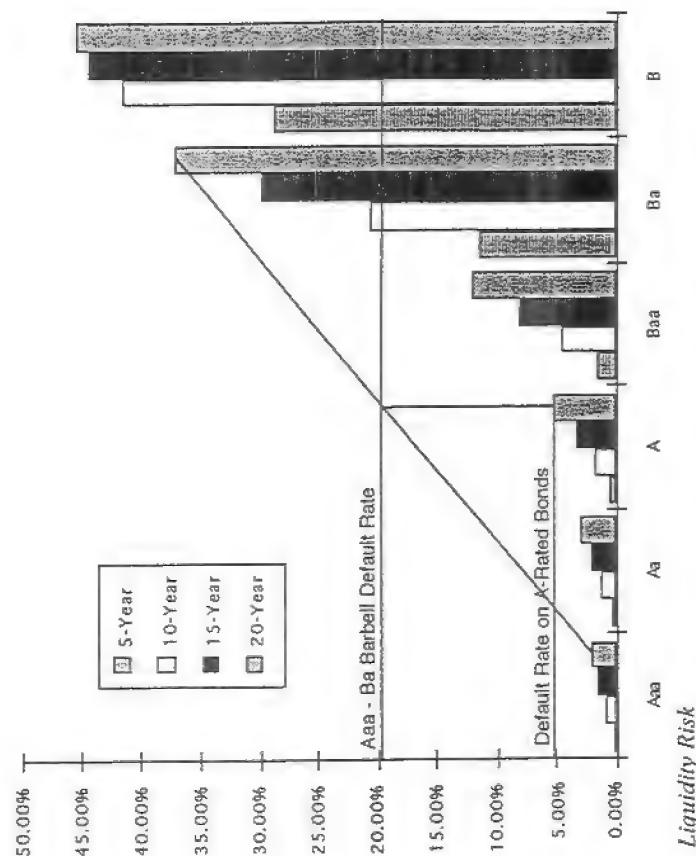 50.00%
45.00%
40.00%
35.00%
30.00%
25.00%
20.00%
15.00%
10.00%
5.00%
0.00%
5-Year
10-Year
15-Year
20-Year
Aaa - Ba Barbell Default Rate
Default Rate on A-Rated Bonds
Aaa
Aa
A
Baa
Ba
B
Liquidity Risk